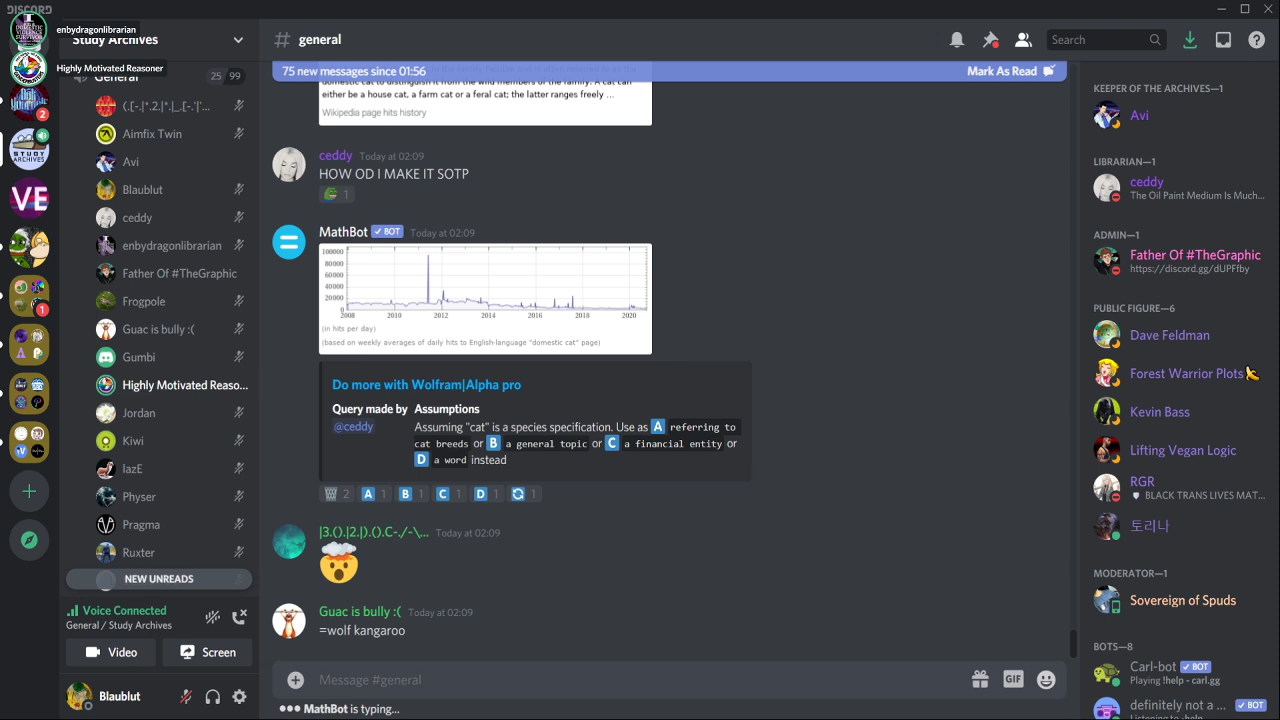 DISCORD
enbydragonlibrarian
Study Archives
Highly Motivated Reasoner
General
25
2
STUDY
ARCHIVES
VE
1
(.[-|*.2.|*.|_[-.']'...
Aimfix Twin
Avi
Blaublut
ceddy
enbydragonlibrarian
Father Of #TheGraphic
Frogpole
Guac is bully :(
Gumbi
Highly Motivated Reaso...
Jordan
Kiwi
lazE
Physer
Pragma
Ruxter
NEW UNREADS
Voice Connected
General / Study Archives
Video
Screen
Blaublut
# general
Search
75 new messages since 01:56
Mark As Read
domestic cat to distinguish it from the wild members of the family. A cat can
either be a house cat, a farm cat or a feral cat; the latter ranges freely ...
Wikipedia page hits history
ceddy Today at 02:09
HOW OD I MAKE IT SOTP
1
MathBot BOT Today at 02:09
100000
80000
60000
40000
20000
0
2008 2010 2012 2014 2016 2018 2020
(in hits per day)
(based on weekly averages of daily hits to English-language "domestic cat" page)
Do more with Wolfram|Alpha pro
Query made by Assumptions
@ceddy Assuming "cat" is a species specification. Use as A referring to
cat breeds or B a general topic or C a financial entity or
D a word instead
2 A 1 B 1 C 1 D 1 1
|3.().|2.|).().C-./-\... Today at 02:09
Guac is bully :( Today at 02:09
=wolf kangaroo
Message #general
GIF
MathBot is typing...
KEEPER OF THE ARCHIVES—1
Avi
LIBRARIAN—1
ceddy
The Oil Paint Medium Is Much...
ADMIN—1
Father Of #TheGraphic
https://discord.gg/dUPFfby
PUBLIC FIGURE—6
Dave Feldman
Forest Warrior Plots
Kevin Bass
Lifting Vegan Logic
RGR
BLACK TRANS LIVES MAT...
토리나
MODERATOR—1
Sovereign of Spuds
BOTS—8
Carl-bot BOT
Playing !help - carl.gg
definitely not a ... BOT
Listening to -help